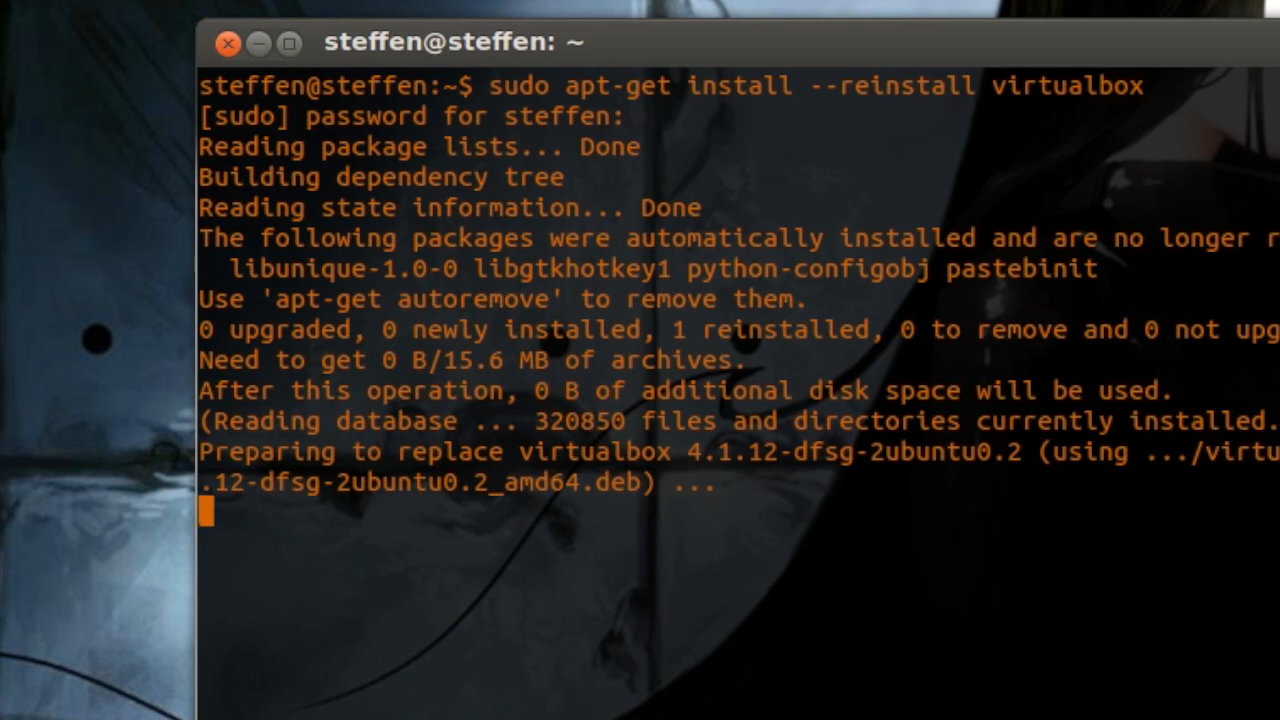 steffen@steffen: ~
steffen@steffen:~$ sudo apt-get install --reinstall virtualbox
[sudo] password for steffen:
Reading package lists... Done
Building dependency tree
Reading state information... Done
The following packages were automatically installed and are no longer r
  libunique-1.0-0 libgtkhotkey1 python-configobj pastebinit
Use 'apt-get autoremove' to remove them.
0 upgraded, 0 newly installed, 1 reinstalled, 0 to remove and 0 not upg
Need to get 0 B/15.6 MB of archives.
After this operation, 0 B of additional disk space will be used.
(Reading database ... 320850 files and directories currently installed.
Preparing to replace virtualbox 4.1.12-dfsg-2ubuntu0.2 (using .../virtu
.12-dfsg-2ubuntu0.2_amd64.deb) ...